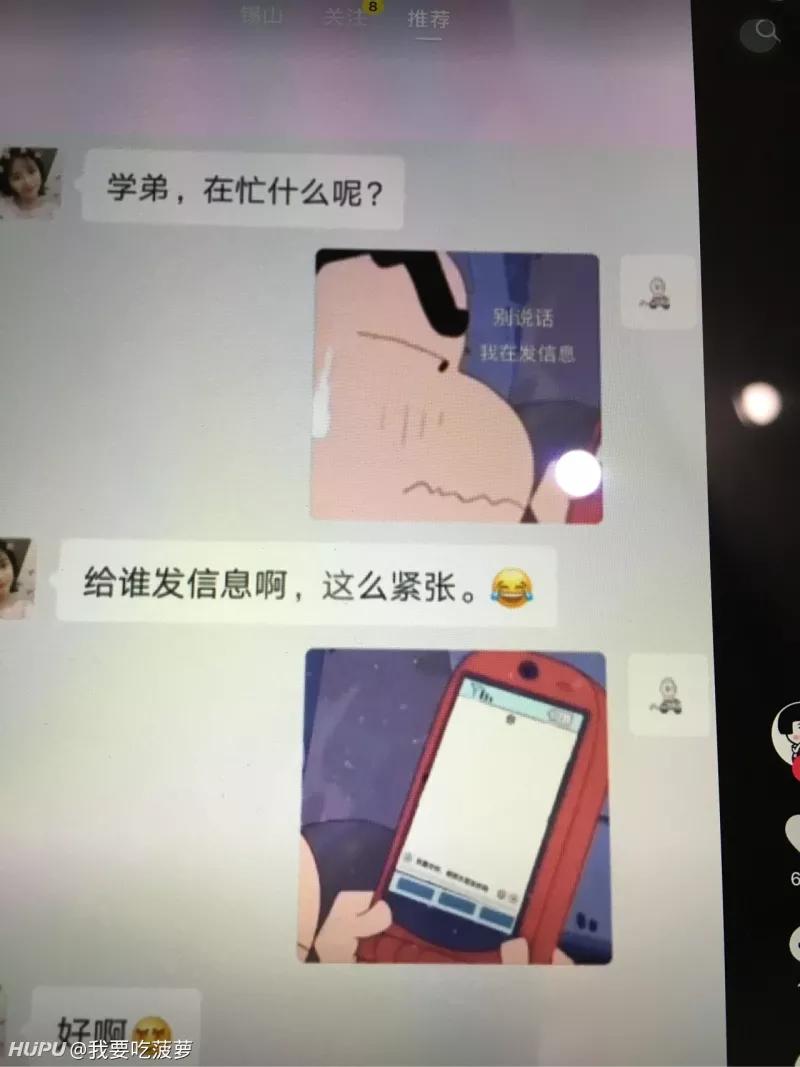 锡山 关注 8 推荐
学弟，在忙什么呢？
别说话
我在发信息
给谁发信息啊，这么紧张。😂
好啊
6
HUPU @我要吃菠萝